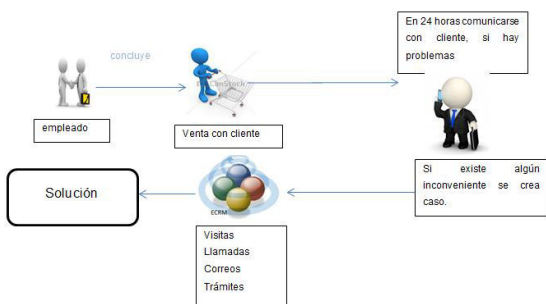 concluye
En 24 horas comunicarse
con cliente, si hay
problemas
empleado
Venta con cliente
Si existe algún
inconveniente se crea
caso.
Solución
ECRM
Visitas
Llamadas
Correos
Trámites